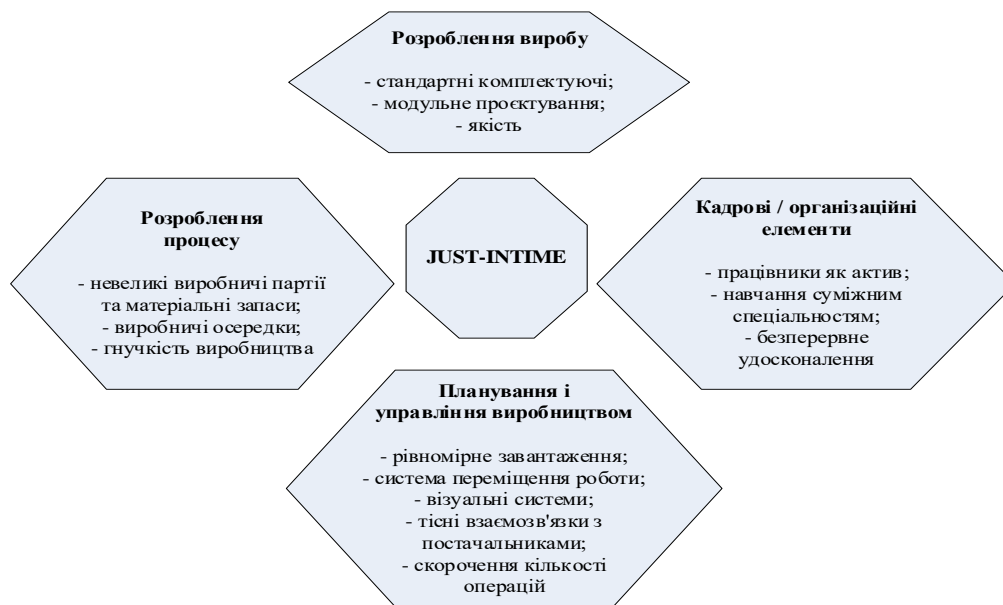 Розроблення виробу
- стандартні комплектуючі;
- модульне проєктування;
- якість
Розроблення
процесу
- невеликі виробничі партії
та матеріальні запаси;
- виробничі осередки;
- гнучкість виробництва
JUST-INTIME
Кадрові / організаційні
елементи
- працівники як актив;
- навчання суміжним
спеціальностям;
- безперервне
удосконалення
Планування і
управління виробництвом
- рівномірне завантаження;
- система переміщення роботи;
- візуальні системи;
- тісні взаємозв'язки з
постачальниками;
- скорочення кількості
операцій